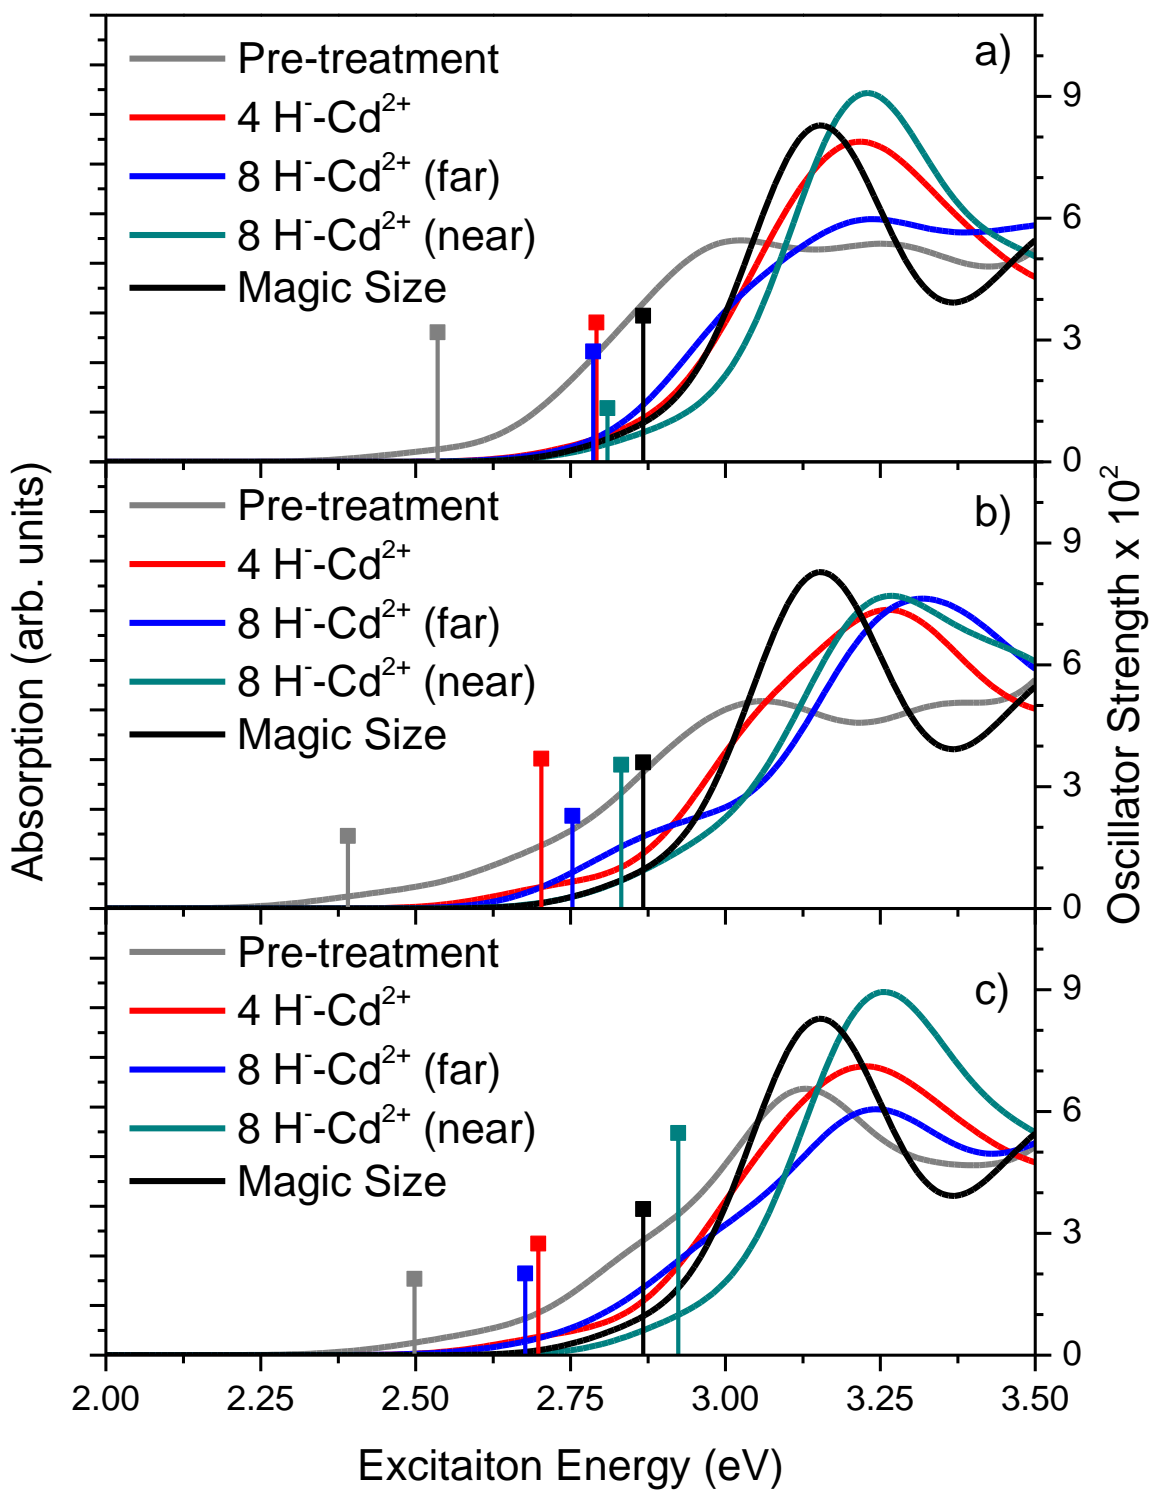 a)
Pre-treatment
4 H⁻-Cd²⁺
8 H⁻-Cd²⁺ (far)
8 H⁻-Cd²⁺ (near)
Magic Size
9
6
3
0
b)
Pre-treatment
4 H⁻-Cd²⁺
8 H⁻-Cd²⁺ (far)
8 H⁻-Cd²⁺ (near)
Magic Size
9
6
3
0
c)
Pre-treatment
4 H⁻-Cd²⁺
8 H⁻-Cd²⁺ (far)
8 H⁻-Cd²⁺ (near)
Magic Size
9
6
3
0
Absorption (arb. units)
Oscillator Strength x 10²
2.00 2.25 2.50 2.75 3.00 3.25 3.50
Excitaiton Energy (eV)